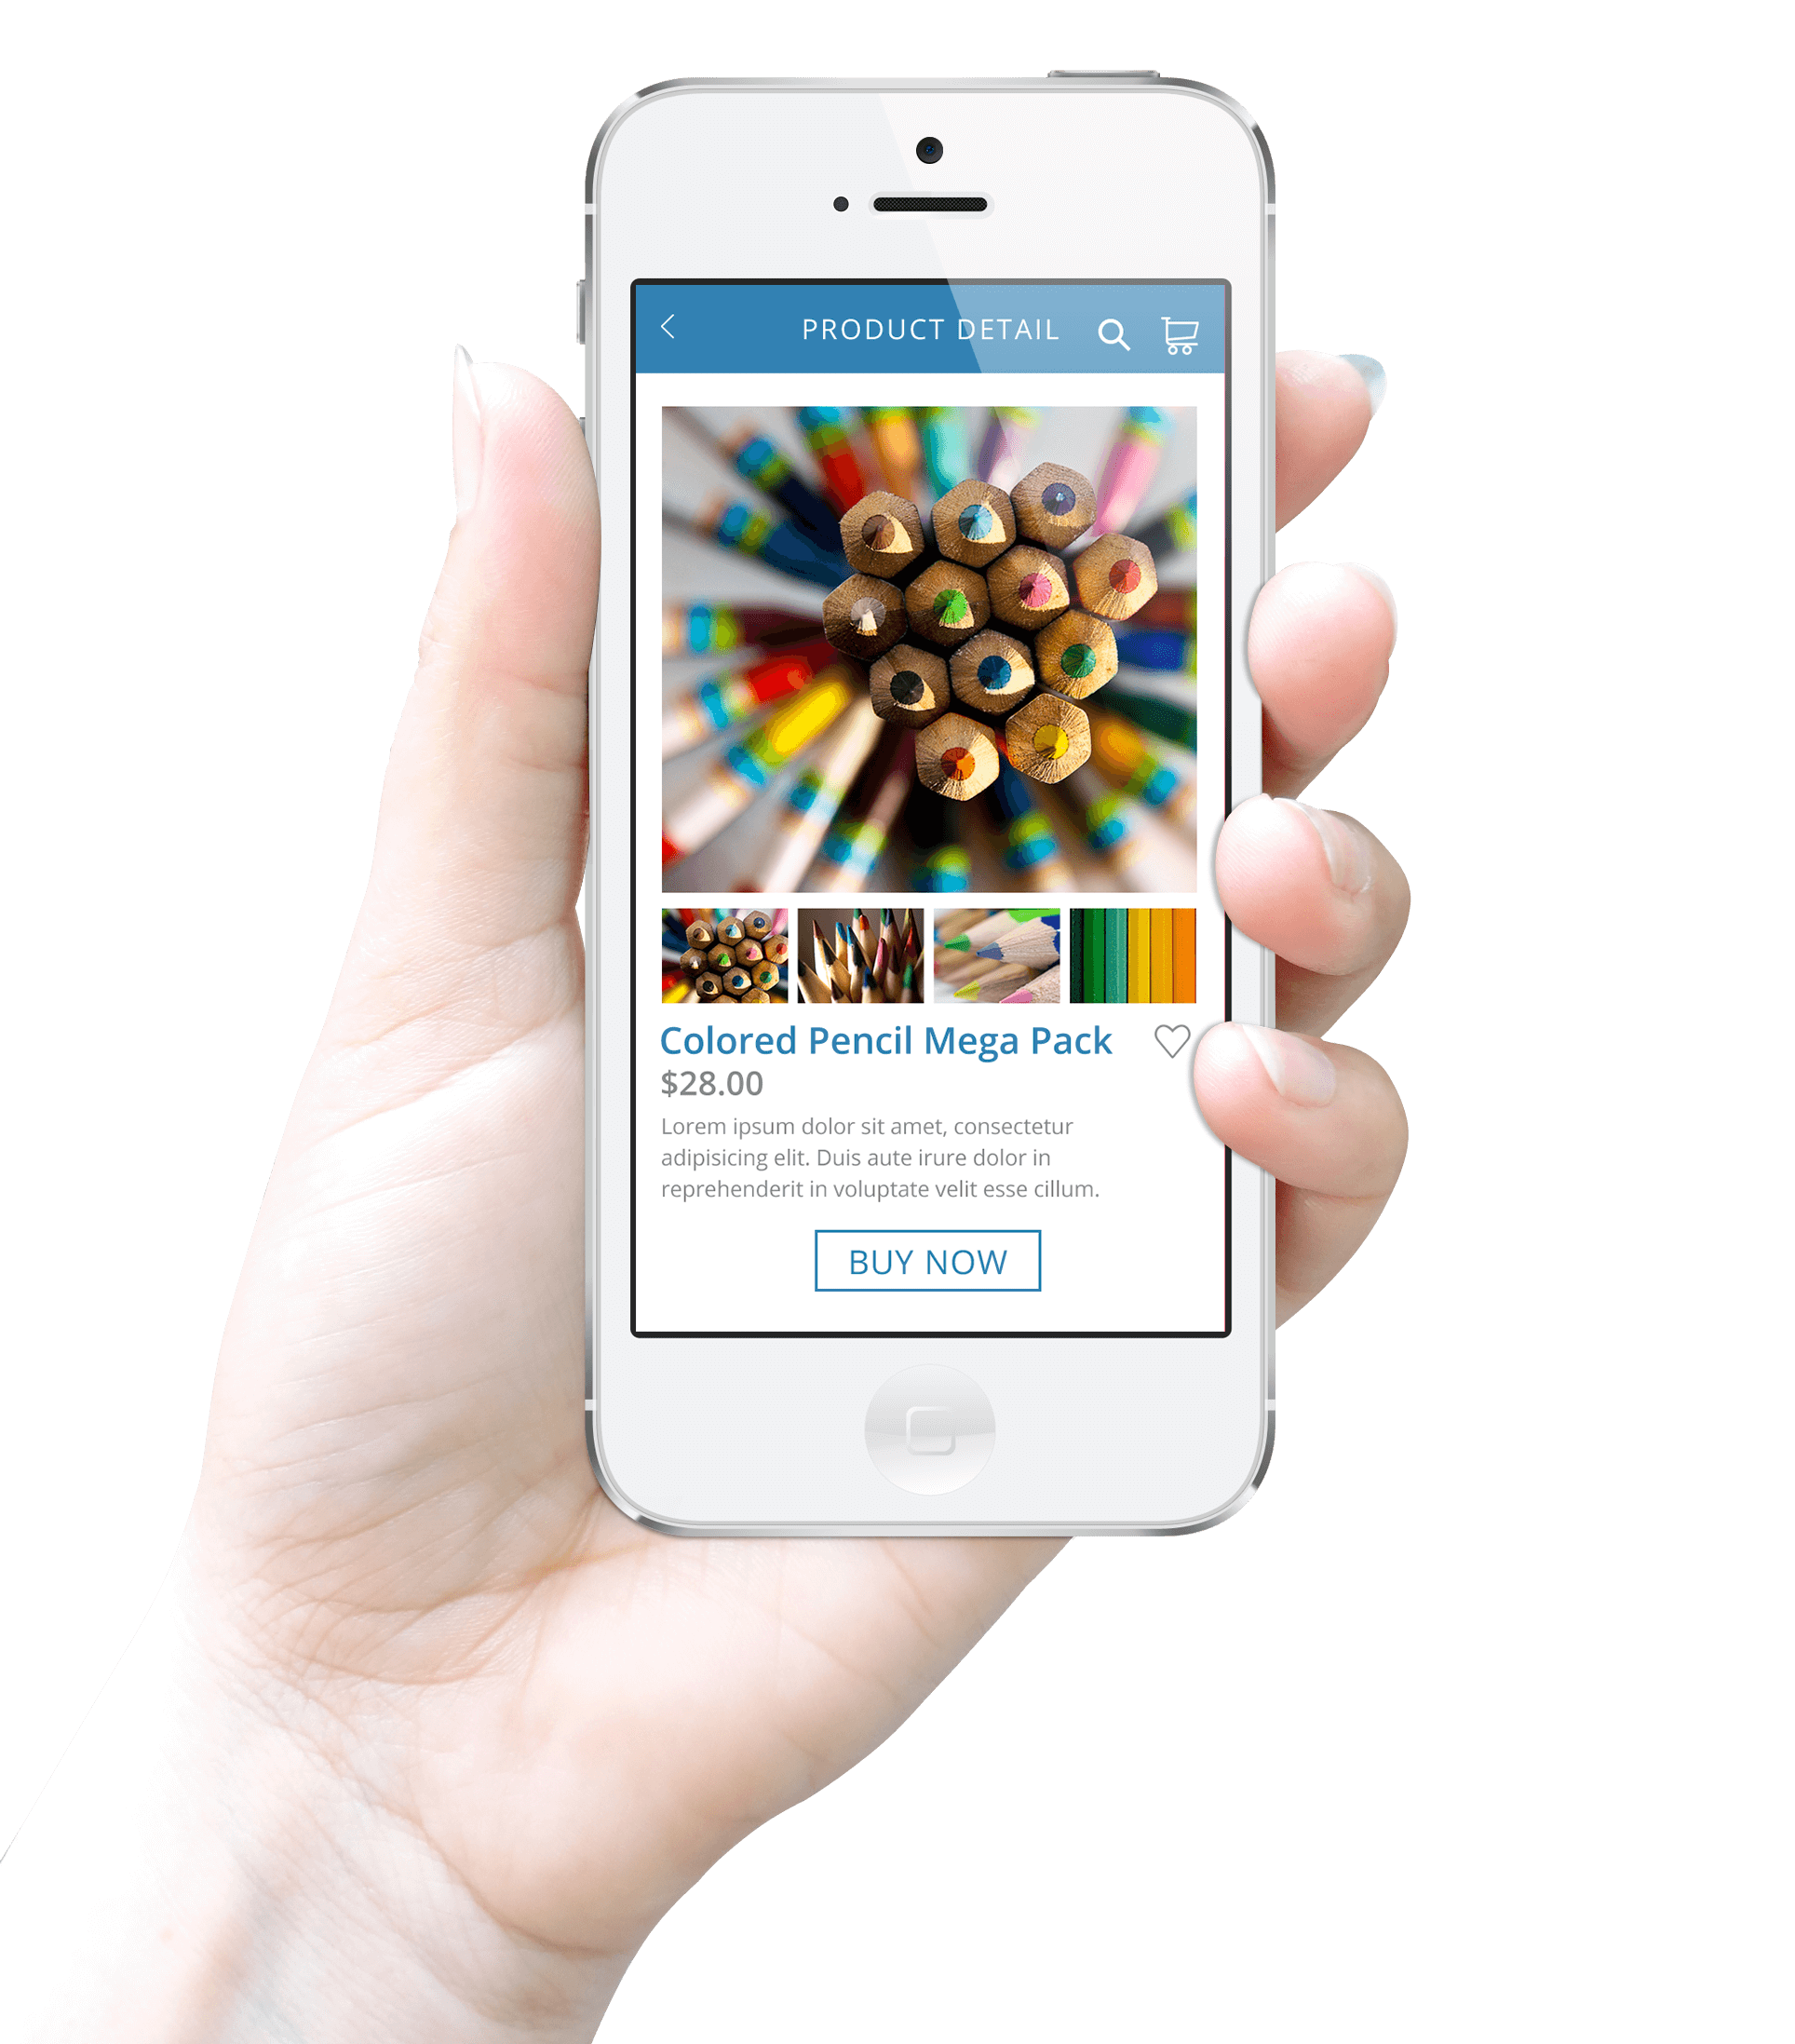 PRODUCT DETAIL
Colored Pencil Mega Pack
$28.00
Lorem ipsum dolor sit amet, consectetur
adipisicing elit. Duis aute irure dolor in
reprehenderit in voluptate velit esse cillum.
BUY NOW